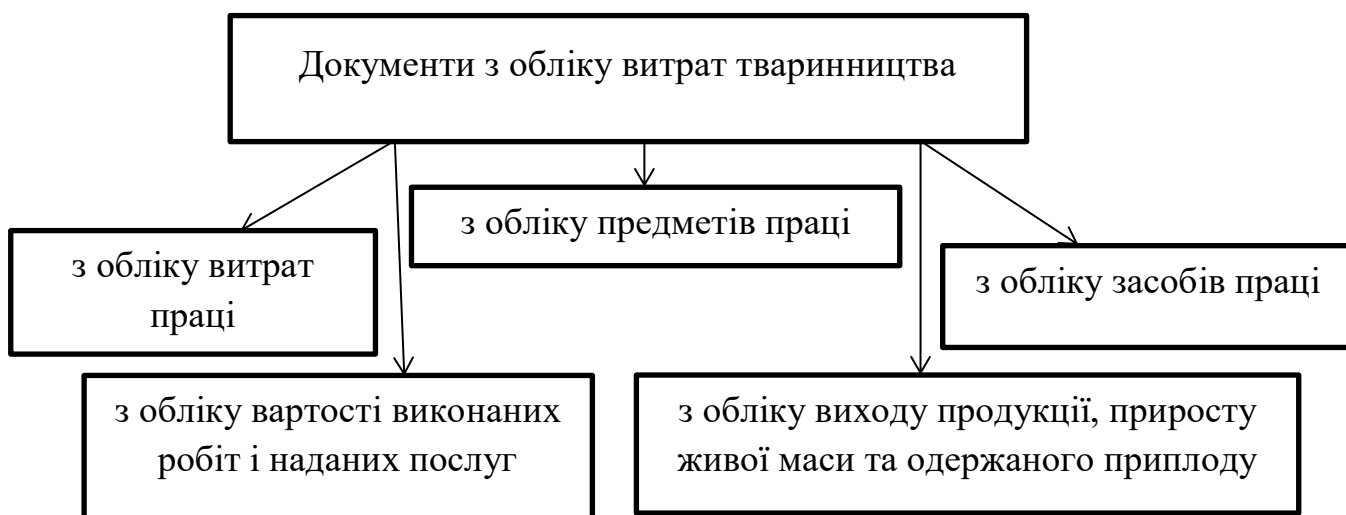 Документи з обліку витрат тваринництва
з обліку предметів праці
з обліку витрат
праці
з обліку засобів праці
з обліку вартості виконаних
робіт і наданих послуг
з обліку виходу продукції, приросту
живої маси та одержаного приплоду